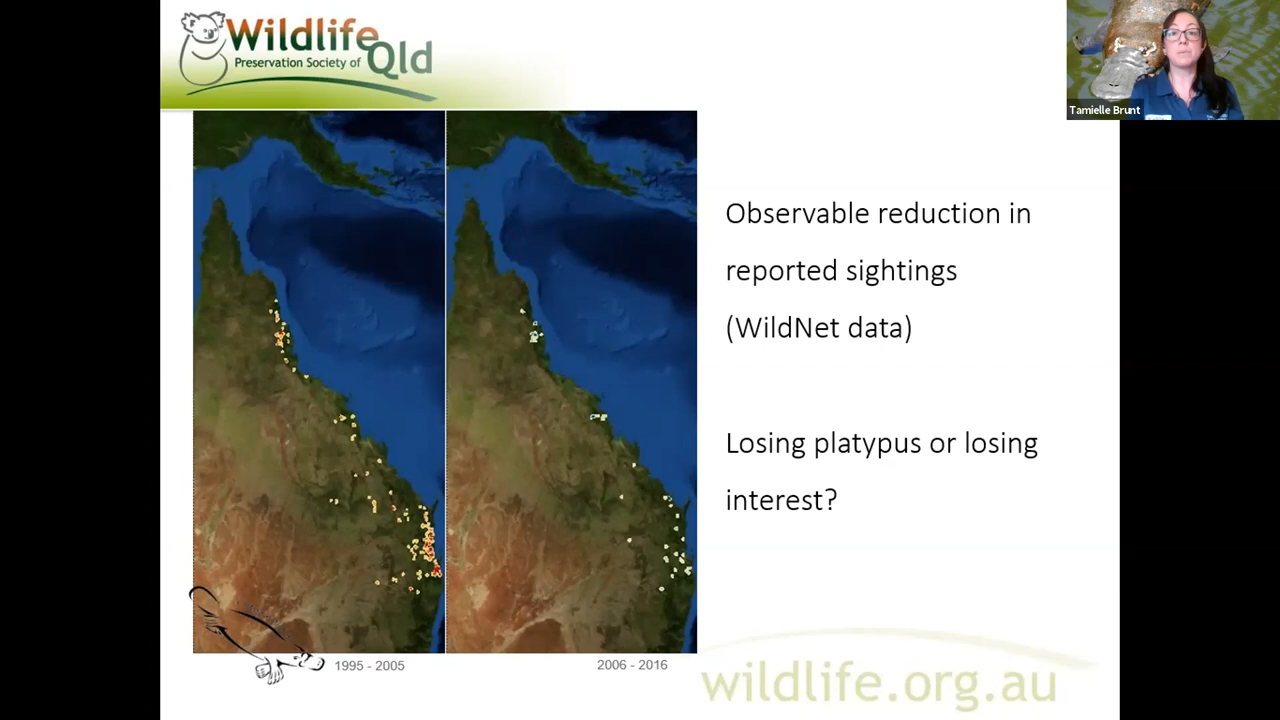 Wildlife
Preservation Society of Qld
Tamielle Brunt
Observable reduction in
reported sightings
(WildNet data)
Losing platypus or losing
interest?
1995 - 2005
2006 - 2016
wildlife.org.au